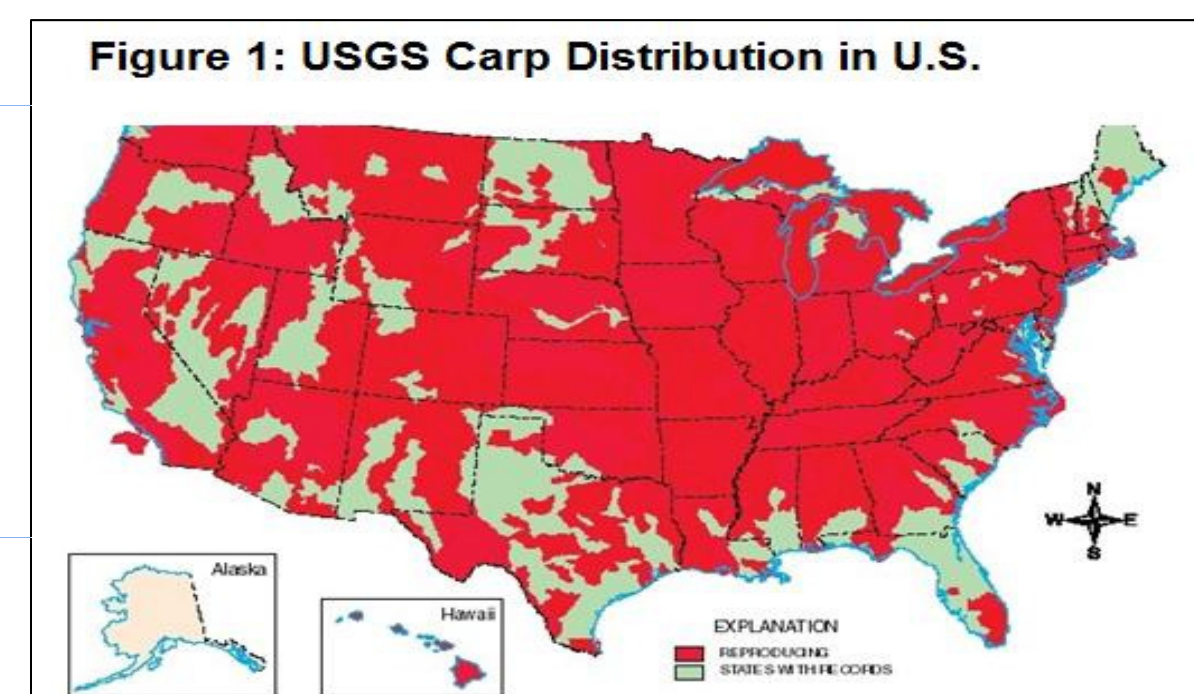 Figure 1: USGS Carp Distribution in U.S.
N
W E
S
Alaska
Hawaii
EXPLANATION
REPRODUCING
STATES WITH RECORDS